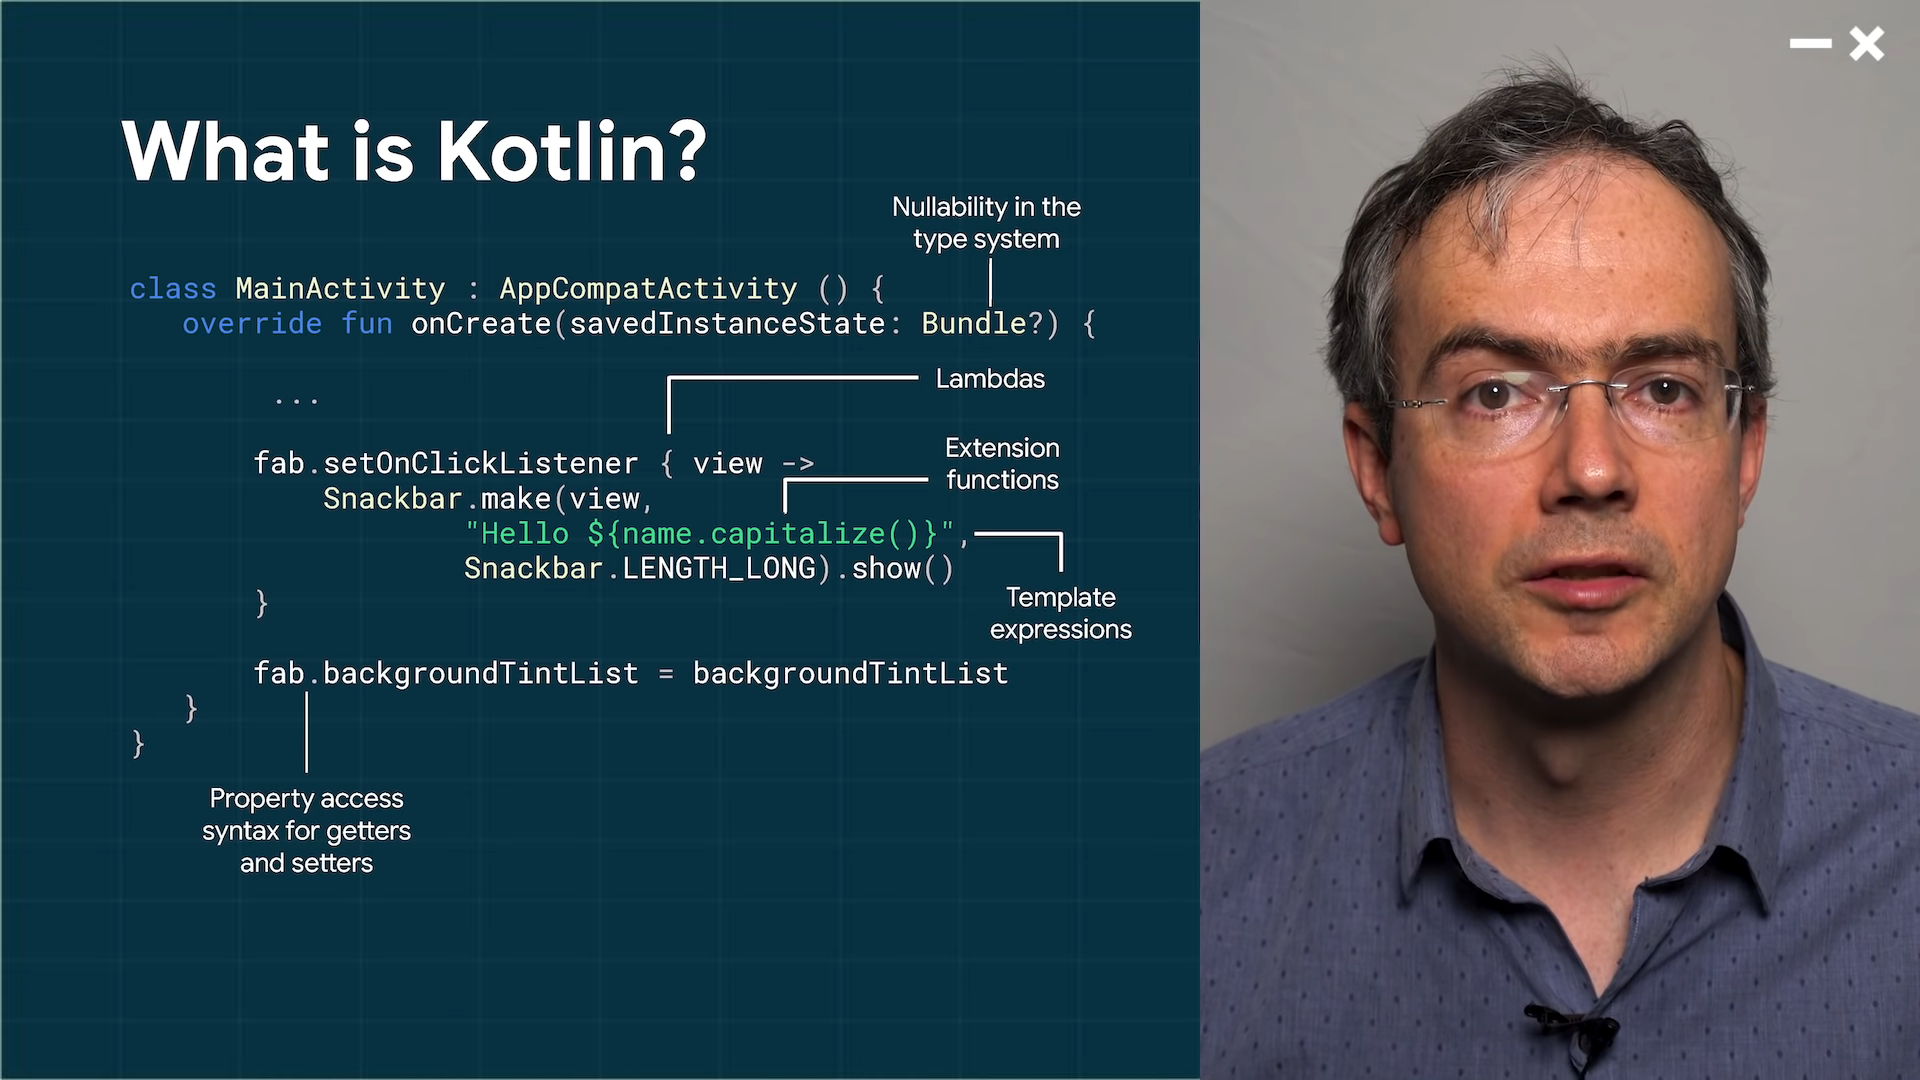 What is Kotlin?
Nullability in the
type system
class MainActivity : AppCompatActivity () {
override fun onCreate(savedInstanceState: Bundle?) {
Lambdas
...
Extension
functions
fab.setOnClickListener { view ->
Snackbar.make(view,
"Hello ${name.capitalize()}",
Snackbar.LENGTH_LONG).show()
Template
expressions
}
fab.backgroundTintList = backgroundTintList
}
}
Property access
syntax for getters
and setters